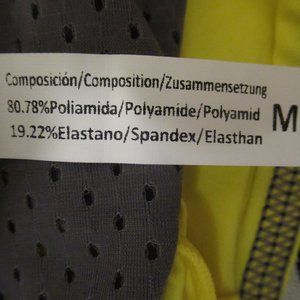 Composición/Composition/Zusammensetzung
80.78%Poliamida/Polyamide/Polyamid
19.22%Elastano/Spandex/Elasthan
M